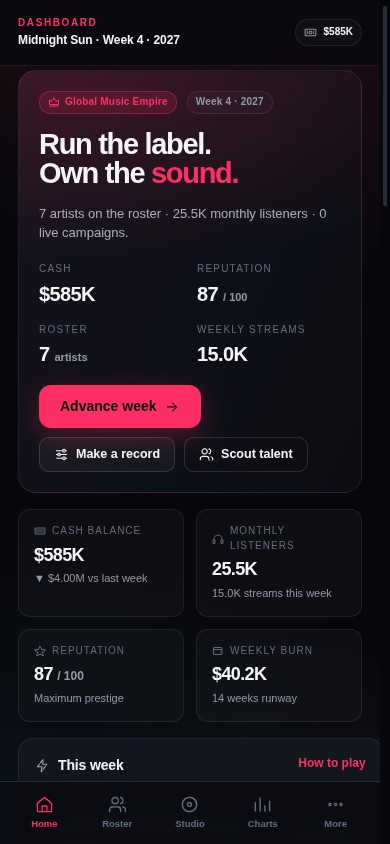 DASHBOARD
Midnight Sun · Week 4 · 2027
$585K
Global Music Empire
Week 4 · 2027
Run the label.
Own the sound.
7 artists on the roster · 25.5K monthly listeners · 0
live campaigns.
CASH
REPUTATION
$585K
87 / 100
ROSTER
WEEKLY STREAMS
7 artists
15.0K
Advance week →
Make a record
Scout talent
CASH BALANCE
$585K
▼ $4.00M vs last week
MONTHLY
LISTENERS
25.5K
15.0K streams this week
REPUTATION
87 / 100
Maximum prestige
WEEKLY BURN
$40.2K
14 weeks runway
This week
How to play
Home
Roster
Studio
Charts
More